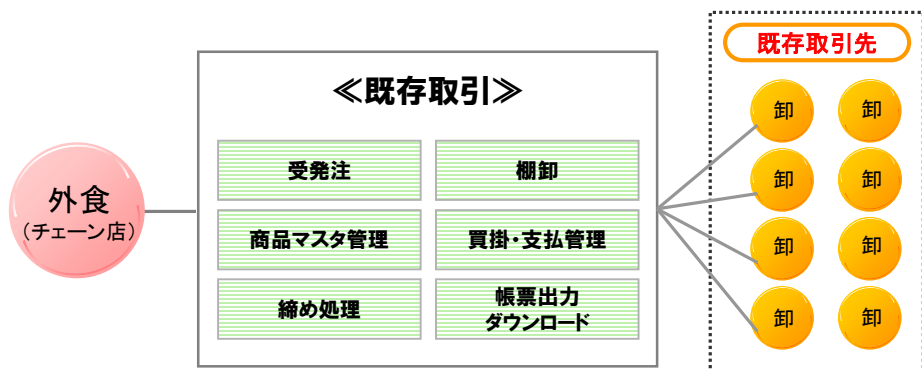 既存取引先
≪既存取引≫
外食
(チェーン店)
受発注
棚卸
商品マスタ管理
買掛・支払管理
締め処理
帳票出力
ダウンロード
卸
卸
卸
卸
卸
卸
卸
卸